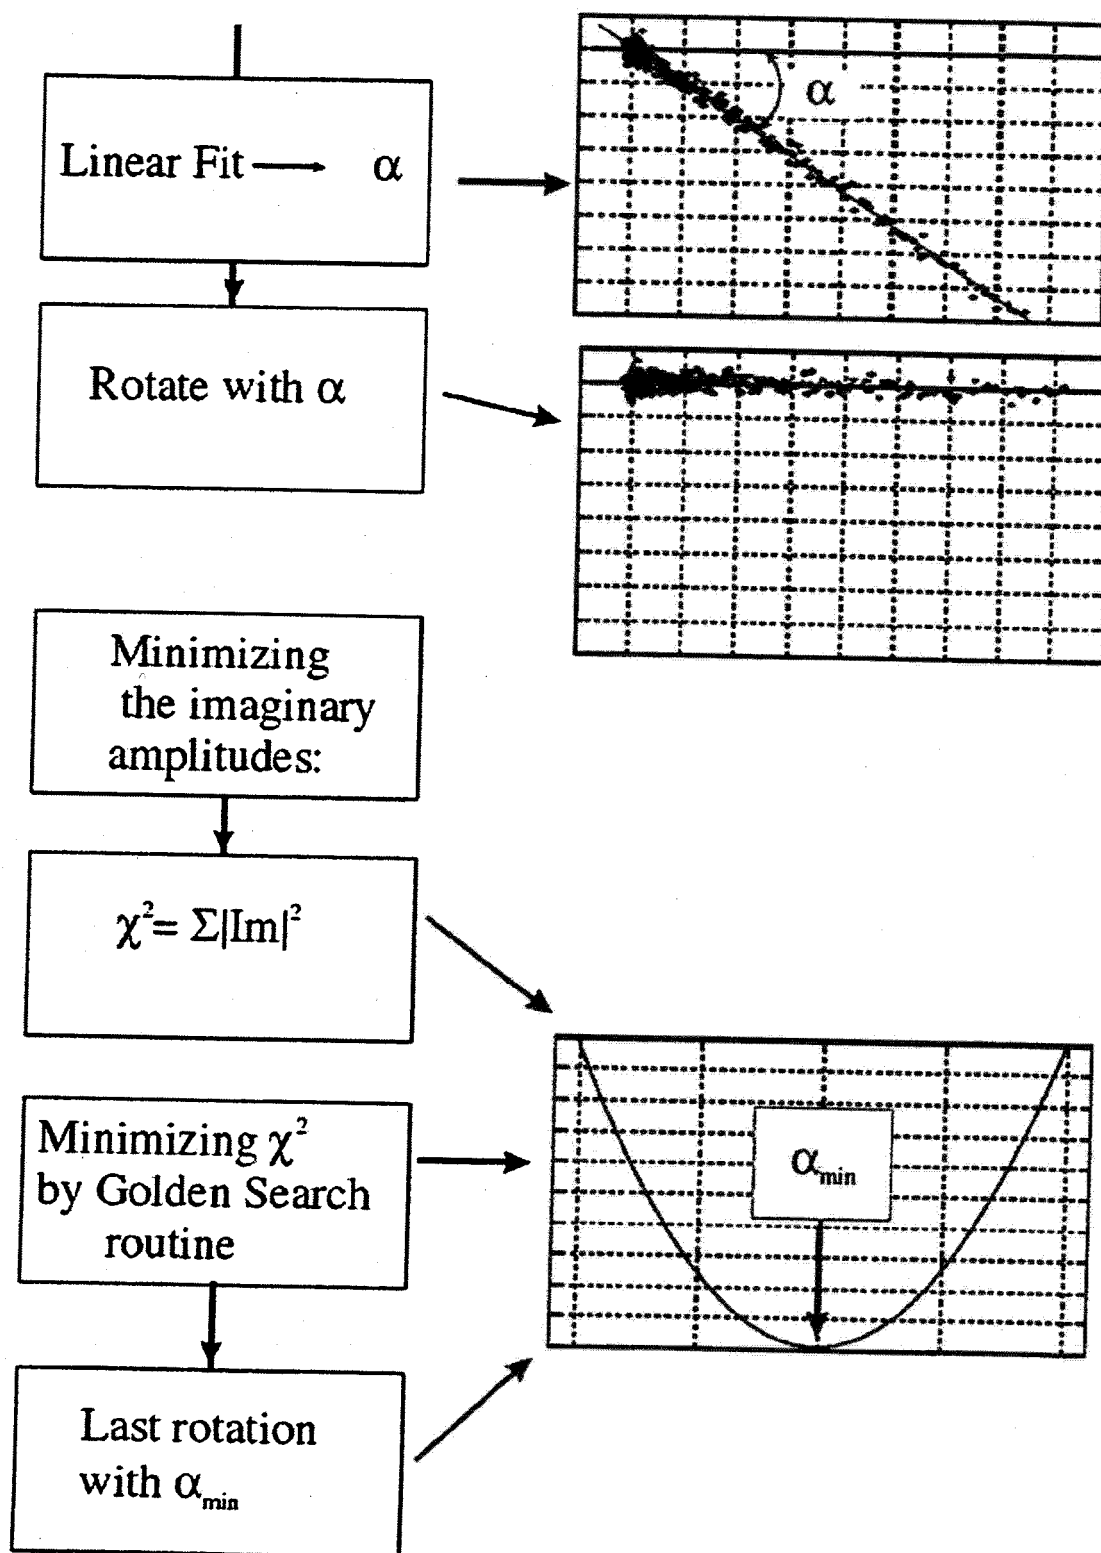 Linear Fit → α
α
Rotate with α
Minimizing
the imaginary
amplitudes:
χ²= Σ|Im|²
Minimizing χ²
by Golden Search
routine
α_min
Last rotation
with α_min